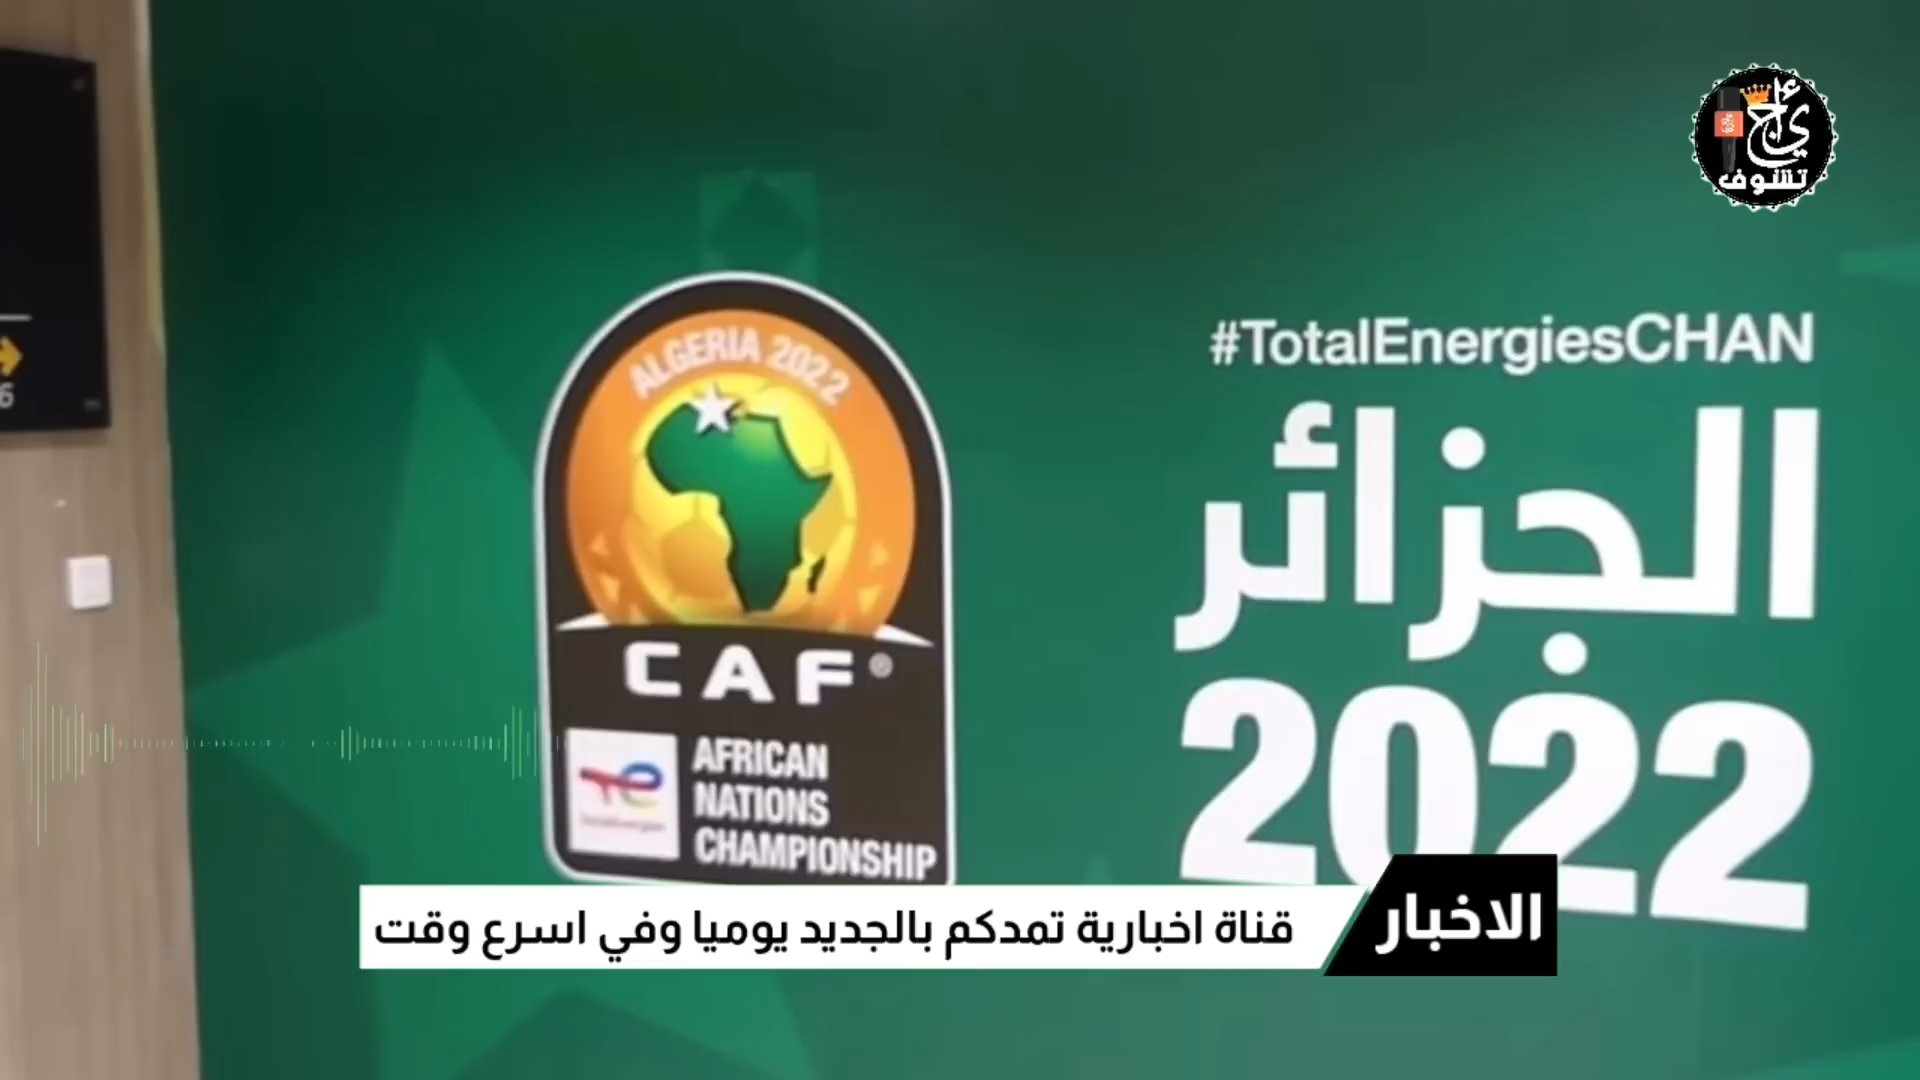 تشوف
#TotalEnergiesCHAN
الجزائر
2022
ALGERIA 2022
CAF®
AFRICAN
NATIONS
CHAMPIONSHIP
6
الاخبار
قناة اخبارية تمدكم بالجديد يوميا وفي اسرع وقت